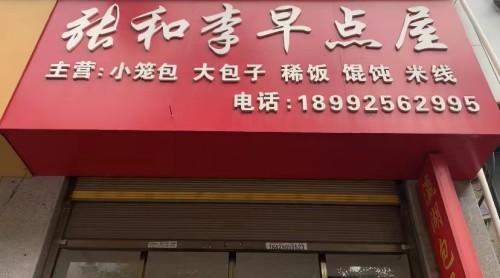 张和李早点屋
主营:小笼包 大包子 稀饭 馄饨 米线
电话:18992562995